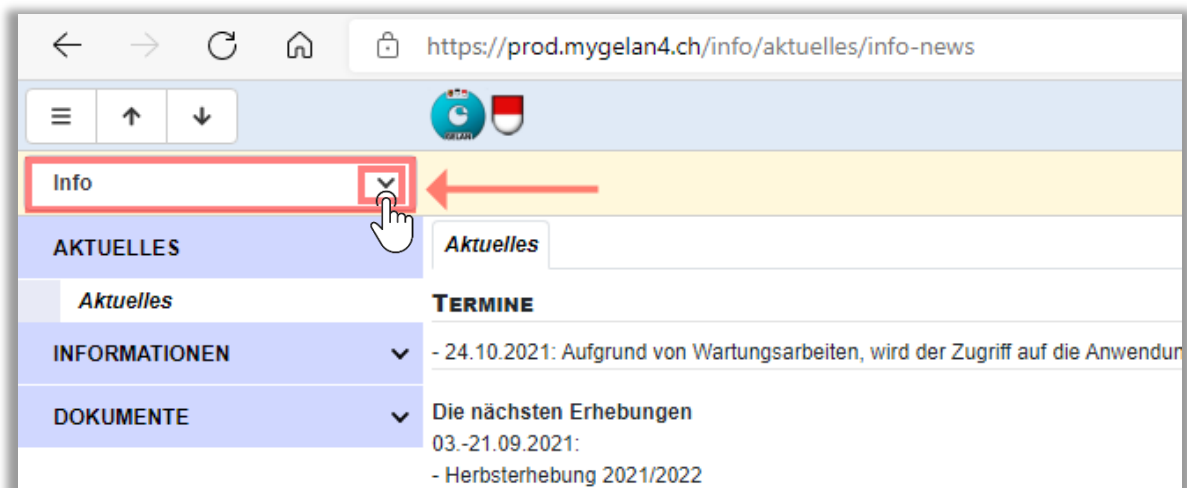 https://prod.mygelan4.ch/info/aktuelles/info-news
GELAN
Info
AKTUELLES
Aktuelles
INFORMATIONEN
DOKUMENTE
Aktuelles
TERMINE
- 24.10.2021: Aufgrund von Wartungsarbeiten, wird der Zugriff auf die Anwendun
Die nächsten Erhebungen
03.-21.09.2021:
- Herbsterhebung 2021/2022